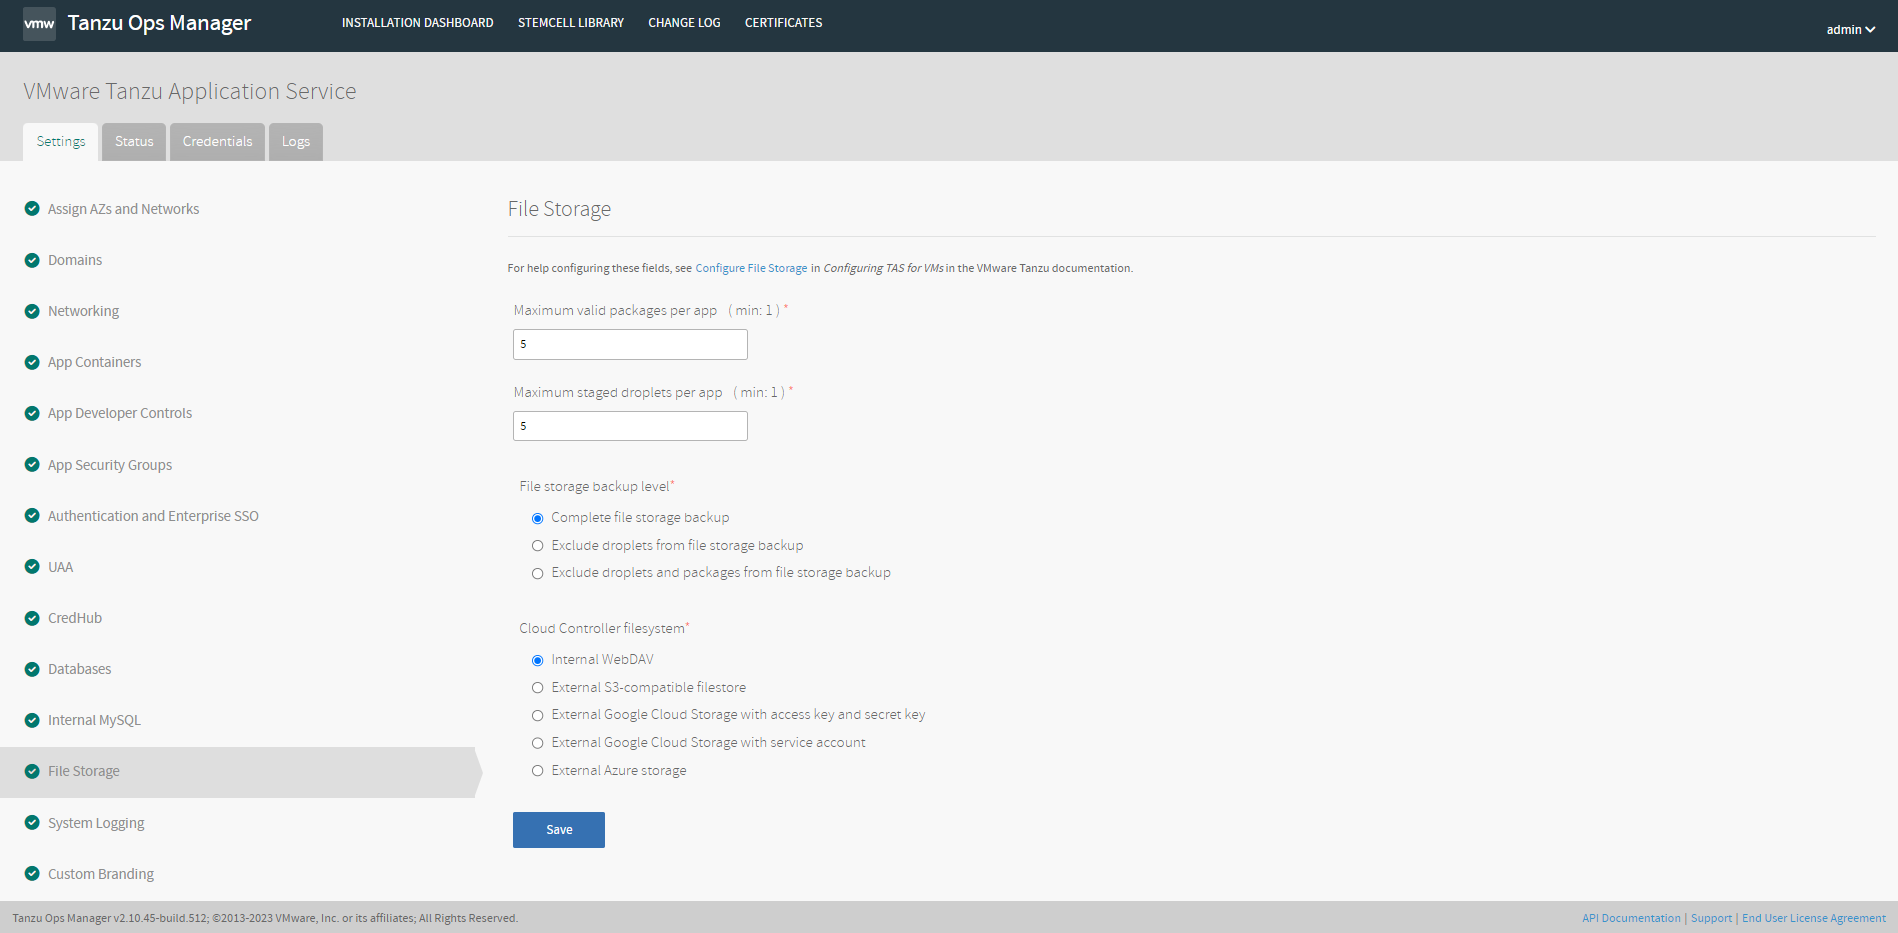 vmw Tanzu Ops Manager INSTALLATION DASHBOARD STEMCELL LIBRARY CHANGE LOG CERTIFICATES admin
VMware Tanzu Application Service
Settings Status Credentials Logs
Assign AZs and Networks
Domains
Networking
App Containers
App Developer Controls
App Security Groups
Authentication and Enterprise SSO
UAA
CredHub
Databases
Internal MySQL
File Storage
System Logging
Custom Branding
File Storage
For help configuring these fields, see Configure File Storage in Configuring TAS for VMs in the VMware Tanzu documentation.
Maximum valid packages per app ( min: 1 ) *
5
Maximum staged droplets per app ( min: 1 ) *
5
File storage backup level*
Complete file storage backup
Exclude droplets from file storage backup
Exclude droplets and packages from file storage backup
Cloud Controller filesystem*
Internal WebDAV
External S3-compatible filestore
External Google Cloud Storage with access key and secret key
External Google Cloud Storage with service account
External Azure storage
Save
Tanzu Ops Manager v2.10.45-build.512; ©2013-2023 VMware, Inc. or its affiliates; All Rights Reserved. API Documentation | Support | End User License Agreement